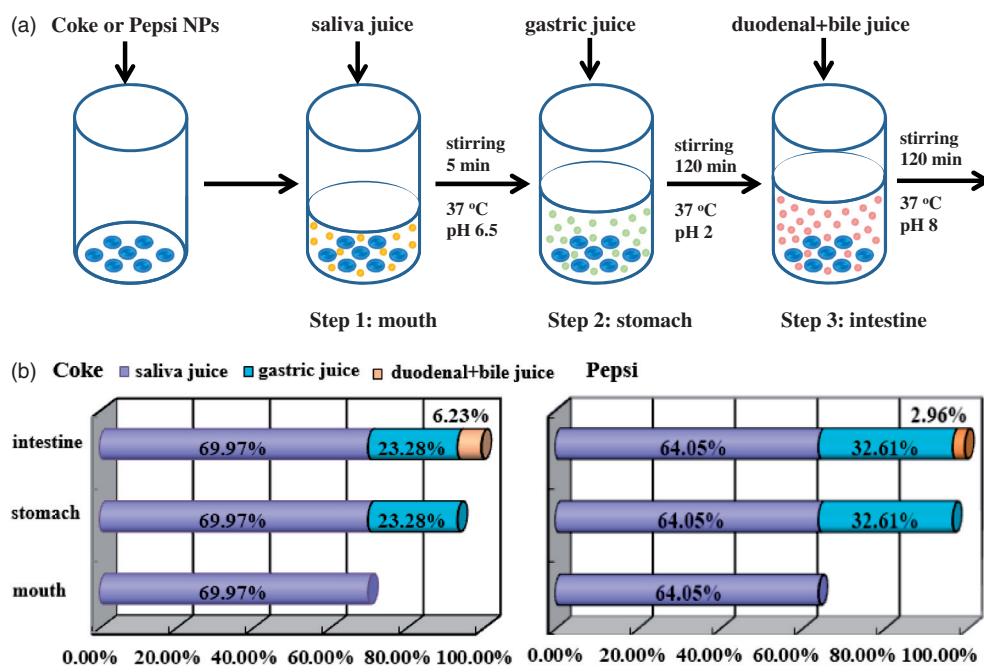 (a)
Coke or Pepsi NPs
saliva juice
gastric juice
duodenal+bile juice
stirring
5 min
37 °C
pH 6.5
stirring
120 min
37 °C
pH 2
stirring
120 min
37 °C
pH 8
Step 1: mouth
Step 2: stomach
Step 3: intestine
(b)
Coke
saliva juice
gastric juice
duodenal+bile juice
Pepsi
6.23%
intestine
69.97%
23.28%
stomach
69.97%
23.28%
mouth
69.97%
0.00% 20.00% 40.00% 60.00% 80.00% 100.00%
2.96%
64.05%
32.61%
64.05%
32.61%
64.05%
0.00% 20.00% 40.00% 60.00% 80.00% 100.00%